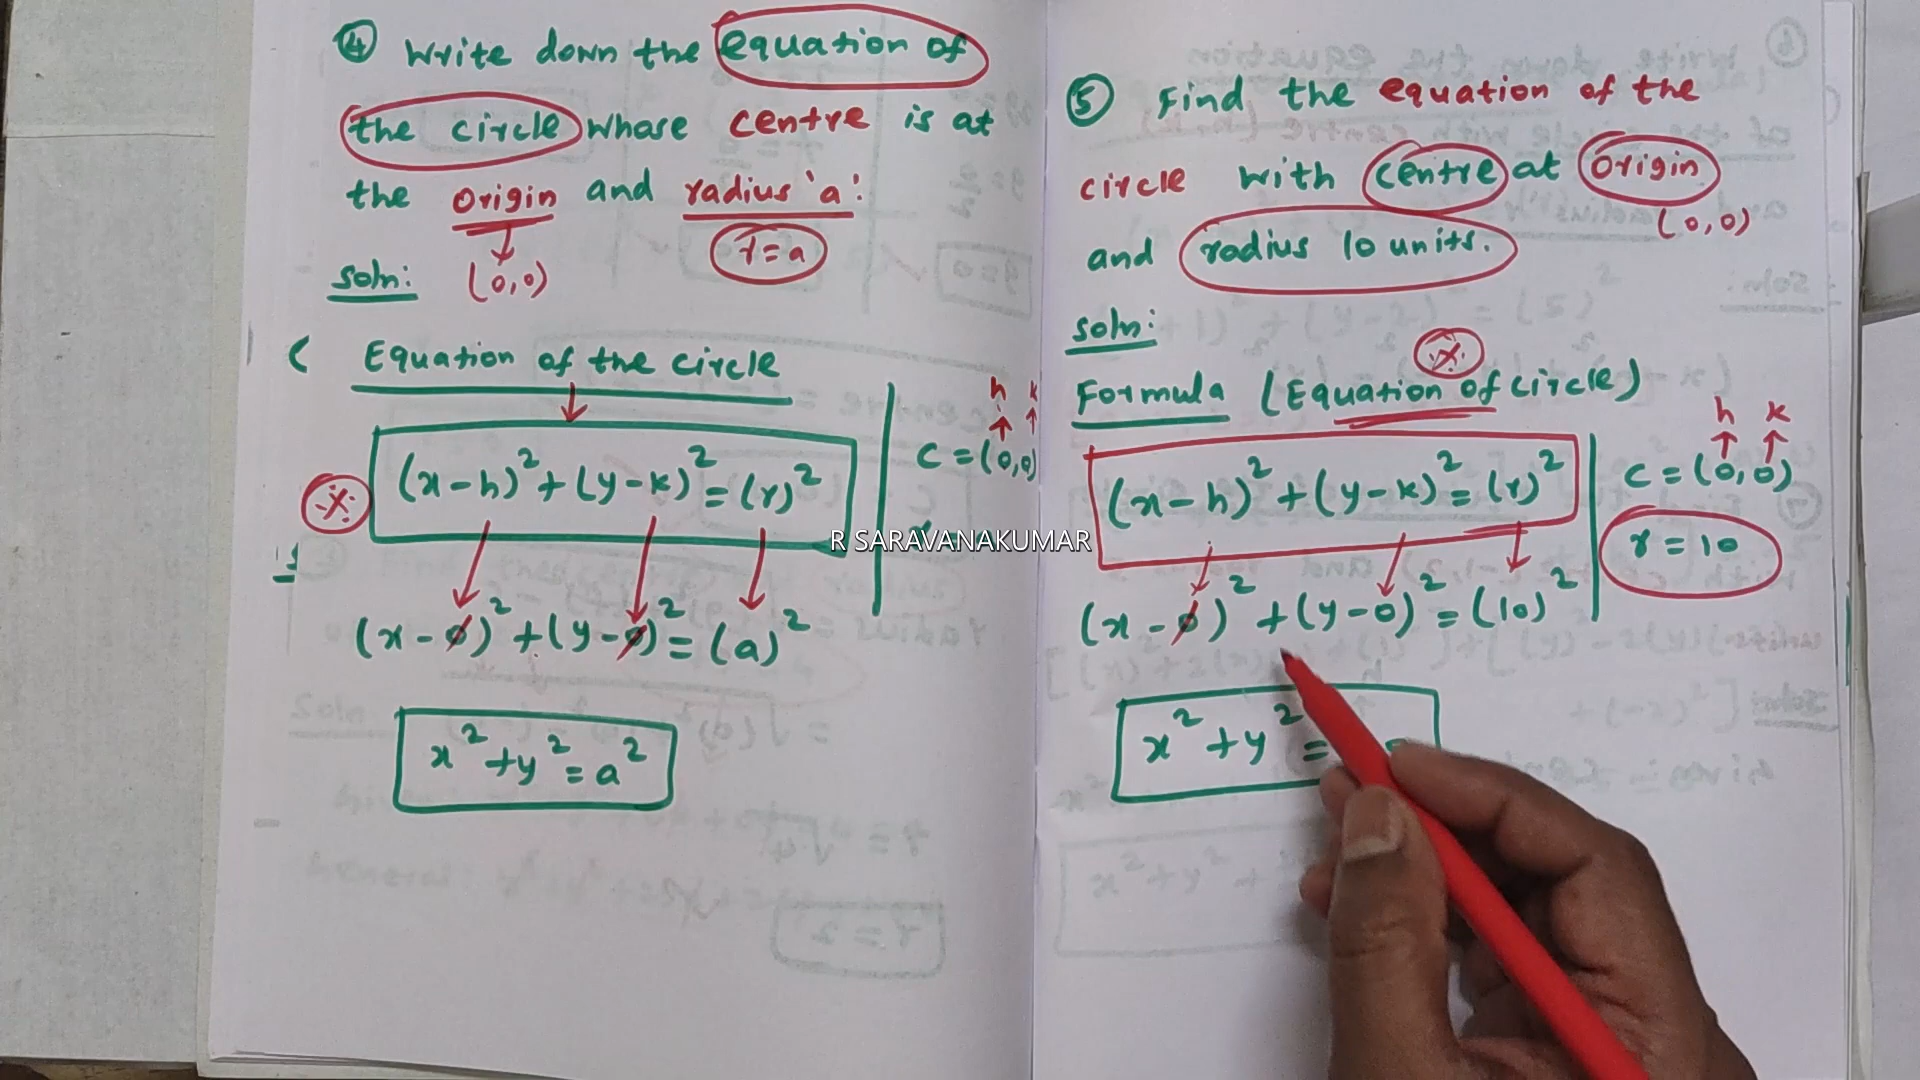 ④ Write down the equation of
the circle whose centre is at
the origin and radius 'a'.
(0,0)
r=a
Soln:
Equation of the circle
(x-h)²+(y-k)²=(r)²
h k
C=(0,0)
r
(x-0)²+(y-0)²=(a)²
x²+y²=a²
R SARAVANAKUMAR
⑤ Find the equation of the
circle with centre at origin
(0,0)
and radius 10 units.
Soln:
Formula (Equation of circle)
(x-h)²+(y-k)²=(r)²
h k
C=(0,0)
r=10
(x-0)²+(y-0)²=(10)²
x²+y²=